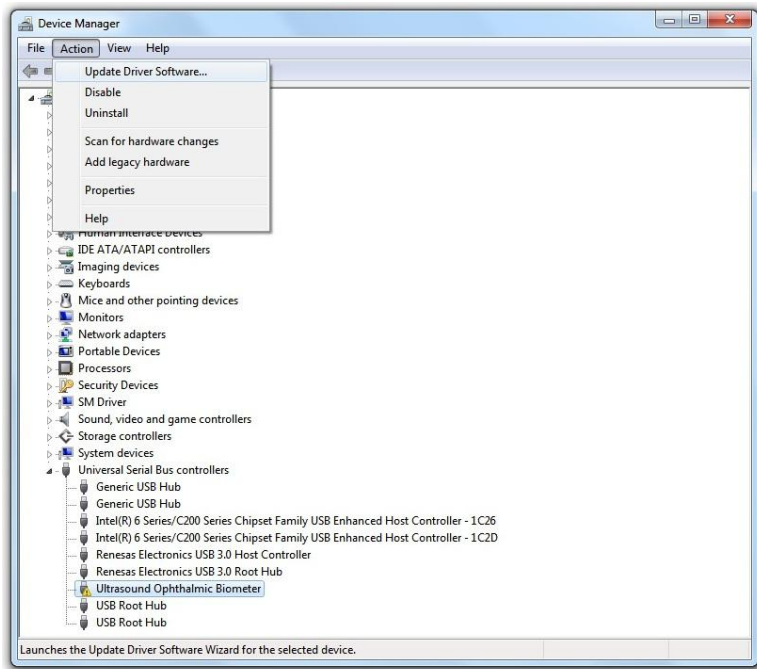 Device Manager
File Action View Help
Update Driver Software...
Disable
Uninstall
Scan for hardware changes
Add legacy hardware
Properties
Help
Human Interface Devices
IDE ATA/ATAPI controllers
Imaging devices
Keyboards
Mice and other pointing devices
Monitors
Network adapters
Portable Devices
Processors
Security Devices
SM Driver
Sound, video and game controllers
Storage controllers
System devices
Universal Serial Bus controllers
Generic USB Hub
Generic USB Hub
Intel(R) 6 Series/C200 Series Chipset Family USB Enhanced Host Controller - 1C26
Intel(R) 6 Series/C200 Series Chipset Family USB Enhanced Host Controller - 1C2D
Renesas Electronics USB 3.0 Host Controller
Renesas Electronics USB 3.0 Root Hub
Ultrasound Ophthalmic Biometer
USB Root Hub
USB Root Hub
Launches the Update Driver Software Wizard for the selected device.